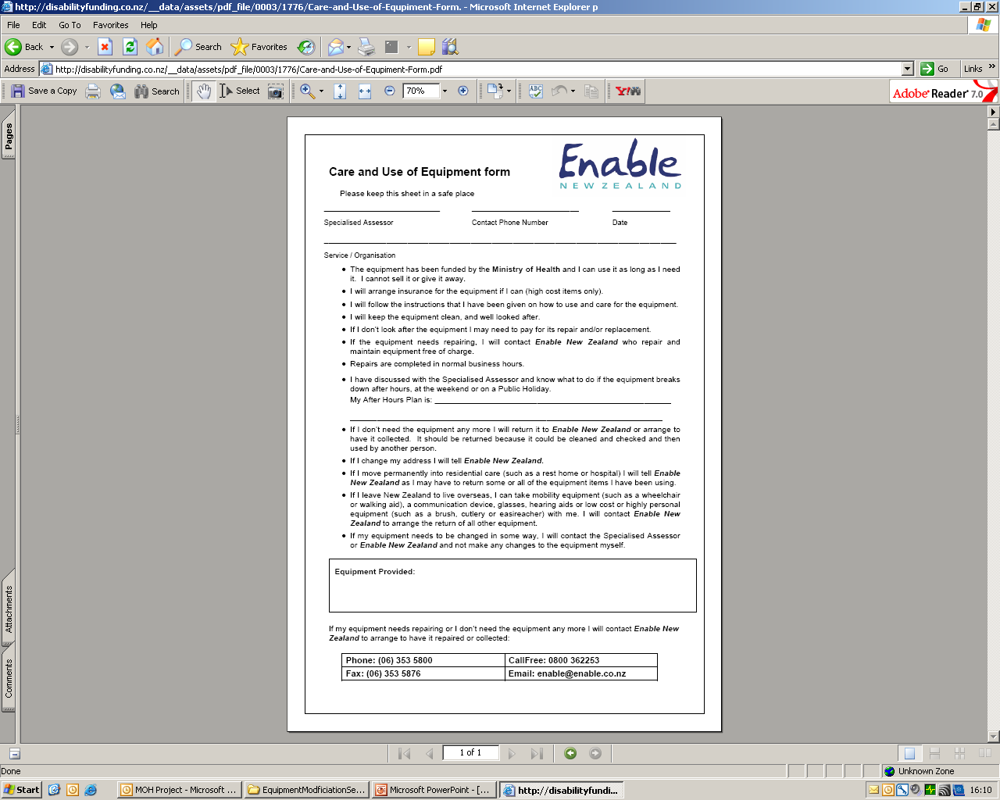 http://disabilityfunding.co.nz/__data/assets/pdf_file/0003/1776/Care-and-Use-of-Equpiment-Form. - Microsoft Internet Explorer p
File Edit Go To Favorites Help
Back Search Favorites
Address http://disabilityfunding.co.nz/__data/assets/pdf_file/0003/1776/Care-and-Use-of-Equpiment-Form.pdf Go Links »
Save a Copy Search Select 70% Y! Adobe Reader 7.0
Pages
Attachments
Comments
Enable
NEW ZEALAND
Care and Use of Equipment form
Please keep this sheet in a safe place
Specialised Assessor Contact Phone Number Date
Service / Organisation
• The equipment has been funded by the Ministry of Health and I can use it as long as I need
it. I cannot sell it or give it away.
• I will arrange insurance for the equipment if I can (high cost items only).
• I will follow the instructions that I have been given on how to use and care for the equipment.
• I will keep the equipment clean, and well looked after.
• If I don't look after the equipment I may need to pay for its repair and/or replacement.
• If the equipment needs repairing, I will contact Enable New Zealand who repair and
maintain equipment free of charge.
• Repairs are completed in normal business hours.
• I have discussed with the Specialised Assessor and know what to do if the equipment breaks
down after hours, at the weekend or on a Public Holiday.
My After Hours Plan is:
• If I don't need the equipment any more I will return it to Enable New Zealand or arrange to
have it collected. It should be returned because it could be cleaned and checked and then
used by another person.
• If I change my address I will tell Enable New Zealand.
• If I move permanently into residential care (such as a rest home or hospital) I will tell Enable
New Zealand as I may have to return some or all of the equipment items I have been using.
• If I leave New Zealand to live overseas, I can take mobility equipment (such as a wheelchair
or walking aid), a communication device, glasses, hearing aids or low cost or highly personal
equipment (such as a brush, cutlery or easireacher) with me. I will contact Enable New
Zealand to arrange the return of all other equipment.
• If my equipment needs to be changed in some way, I will contact the Specialised Assessor
or Enable New Zealand and not make any changes to the equipment myself.
Equipment Provided:
If my equipment needs repairing or I don't need the equipment any more I will contact Enable New
Zealand to arrange to have it repaired or collected:
Phone: (06) 353 5800 CallFree: 0800 362253
Fax: (06) 353 5876 Email: enable@enable.co.nz
1 of 1
Done Unknown Zone
Start MOH Project - Microsoft ... EquipmentModficiationSe... Microsoft PowerPoint - [... http://disabilityfundi... 16:10